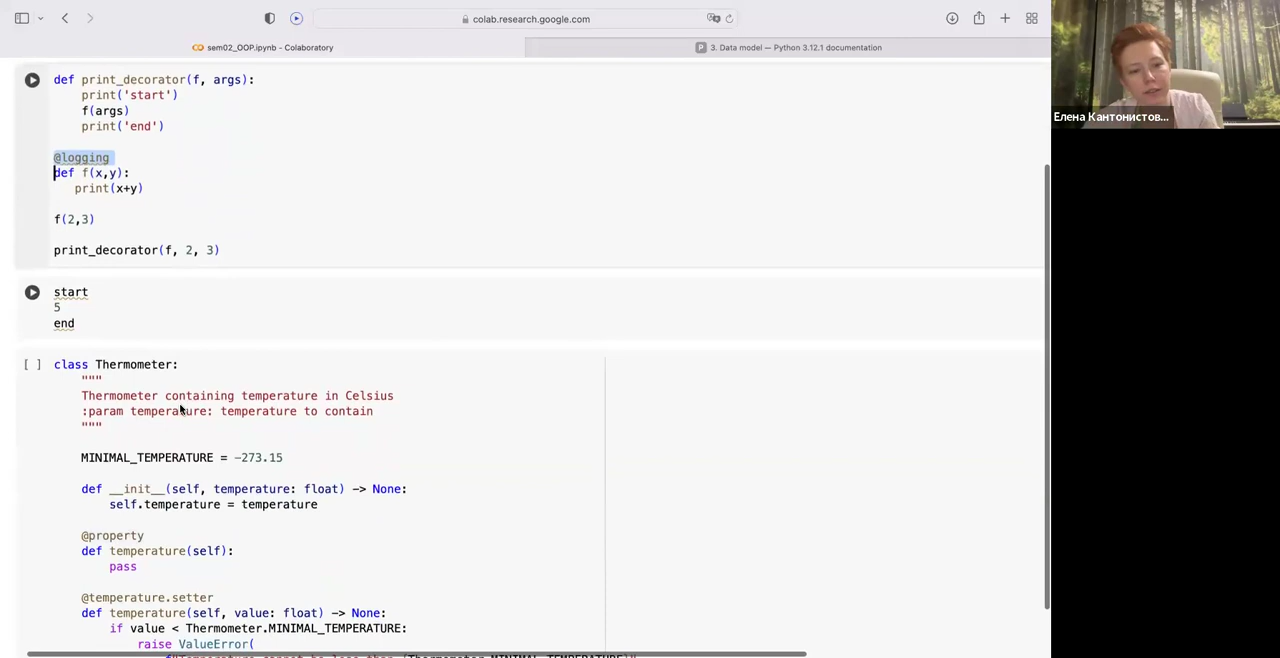 colab.research.google.com
sem02_OOP.ipynb - Colaboratory
3. Data model — Python 3.12.1 documentation
Елена Кантонистов...
def print_decorator(f, args):
    print('start')
    f(args)
    print('end')
@logging
def f(x,y):
   print(x+y)
f(2,3)
print_decorator(f, 2, 3)
start
5
end
[ ] class Thermometer:
    """
    Thermometer containing temperature in Celsius
    :param temperature: temperature to contain
    """
    MINIMAL_TEMPERATURE = -273.15
    def __init__(self, temperature: float) -> None:
        self.temperature = temperature
    @property
    def temperature(self):
        pass
    @temperature.setter
    def temperature(self, value: float) -> None:
        if value < Thermometer.MINIMAL_TEMPERATURE:
            raise ValueError(